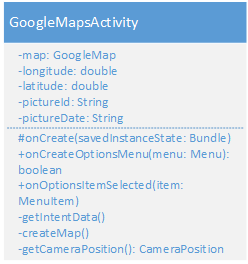 GoogleMapsActivity
-map: GoogleMap
-longitude: double
-latitude: double
-pictureId: String
-pictureDate: String
#onCreate(savedInstanceState: Bundle)
+onCreateOptionsMenu(menu: Menu):
boolean
+onOptionsItemSelected(item:
MenuItem)
-getIntentData()
-createMap()
-getCameraPosition(): CameraPosition